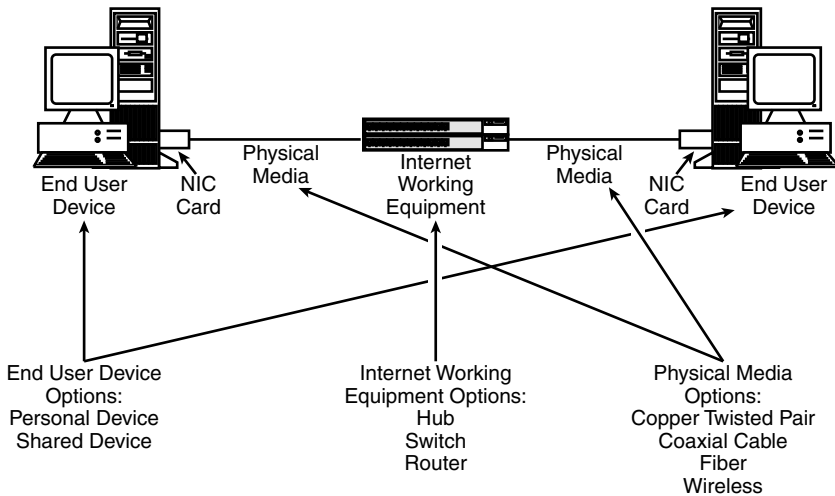 End User
Device
NIC
Card
Physical
Media
Internet
Working
Equipment
Physical
Media
NIC
Card
End User
Device
End User Device
Options:
Personal Device
Shared Device
Internet Working
Equipment Options:
Hub
Switch
Router
Physical Media
Options:
Copper Twisted Pair
Coaxial Cable
Fiber
Wireless